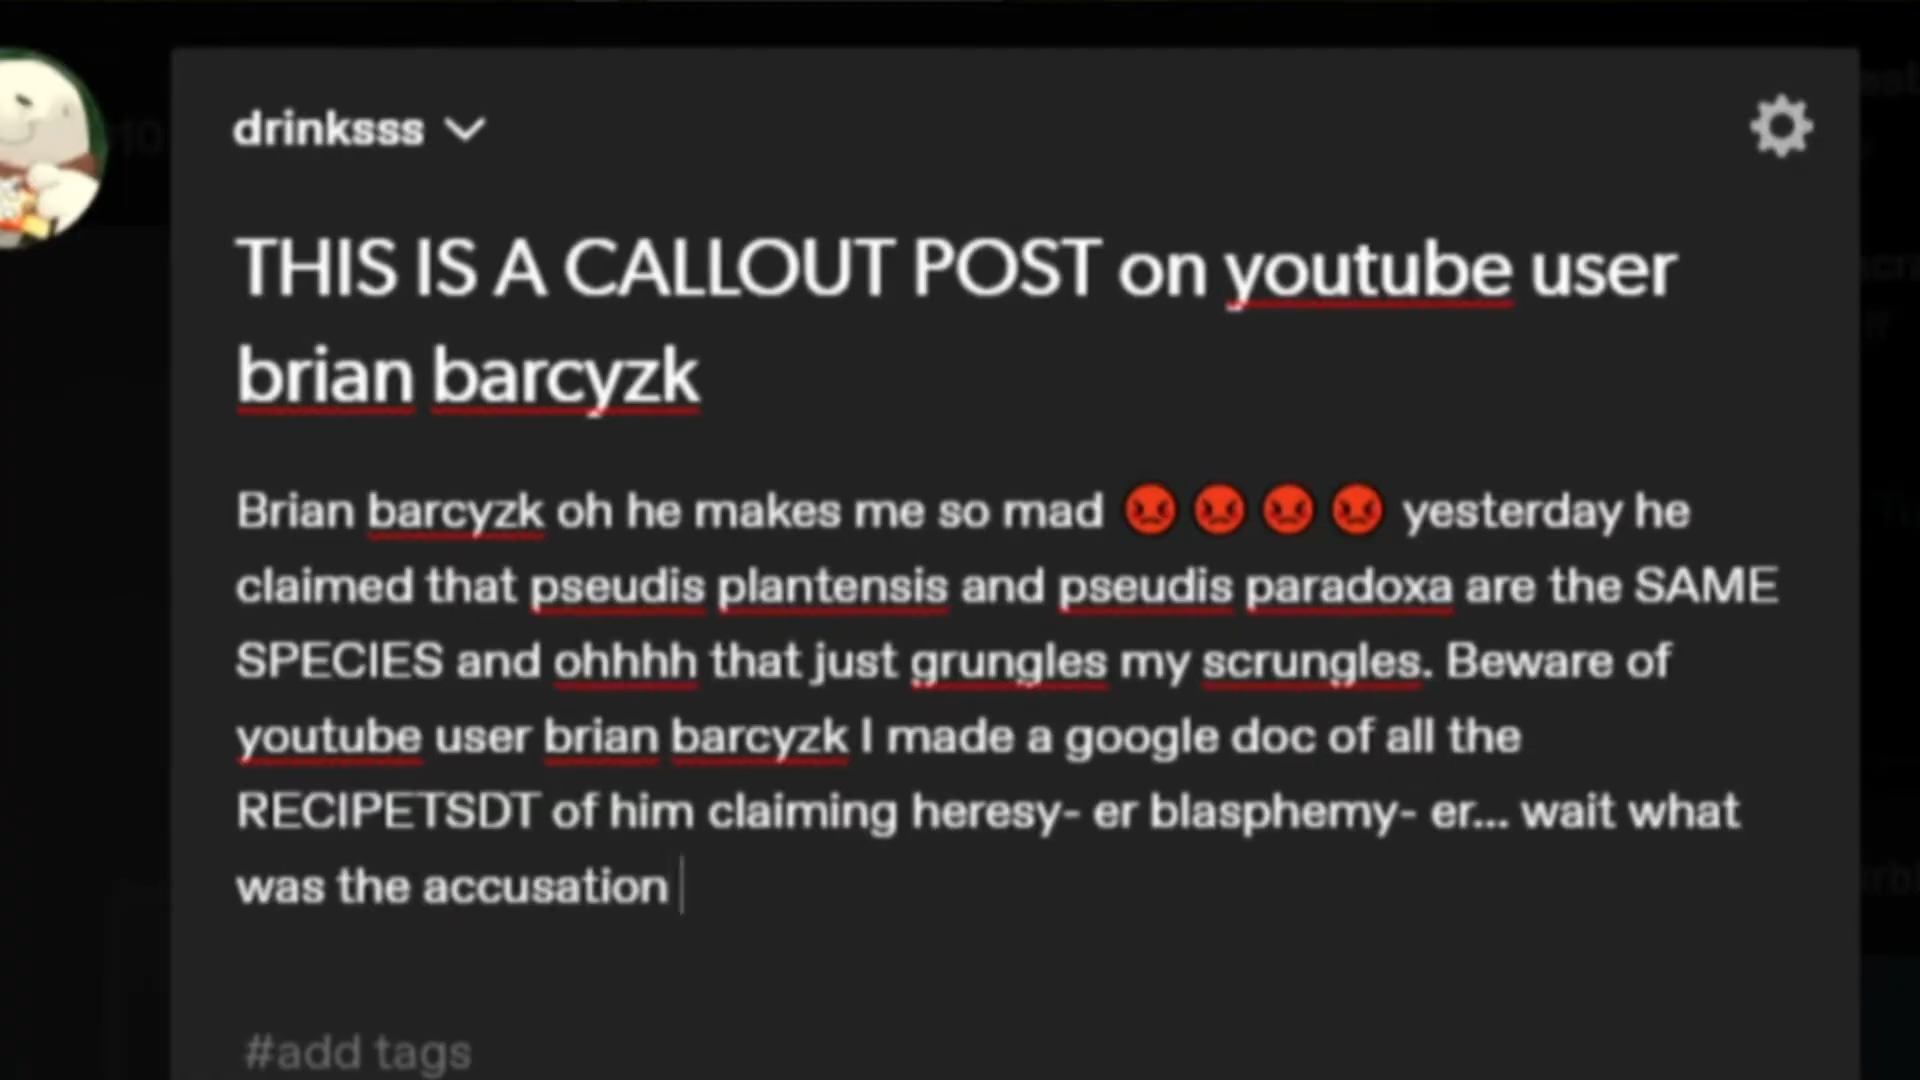 drinksss
THIS IS A CALLOUT POST on youtube user
brian barcyzk
Brian barcyzk oh he makes me so mad 😡 😡 😡 😡 yesterday he
claimed that pseudis plantensis and pseudis paradoxa are the SAME
SPECIES and ohhhh that just grungles my scrungles. Beware of
youtube user brian barcyzk I made a google doc of all the
RECIPETSDT of him claiming heresy- er blasphemy- er... wait what
was the accusation
#add tags